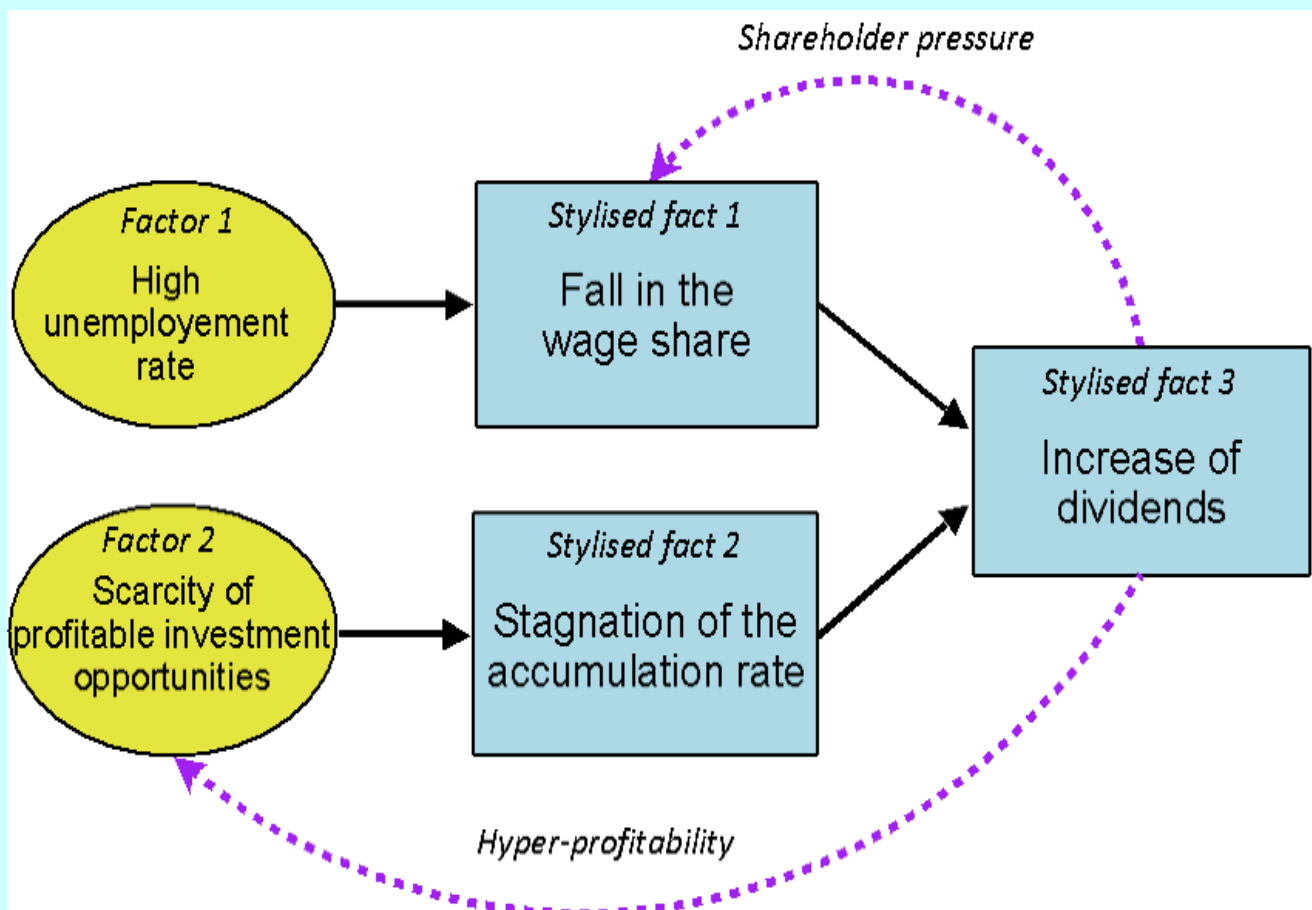 Shareholder pressure
Factor 1
High
unemployement
rate
Stylised fact 1
Fall in the
wage share
Stylised fact 3
Increase of
dividends
Factor 2
Scarcity of
profitable investment
opportunities
Stylised fact 2
Stagnation of the
accumulation rate
Hyper-profitability